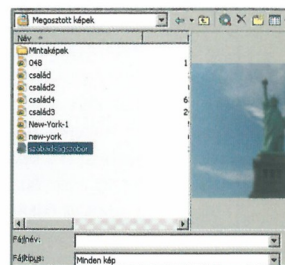 Megosztott képek
Név
Mintaképek
048
család
család2
család4
család3
New-York-1
new-york
szabadságszobor
Fájlnév:
Fájltípus: Minden kép